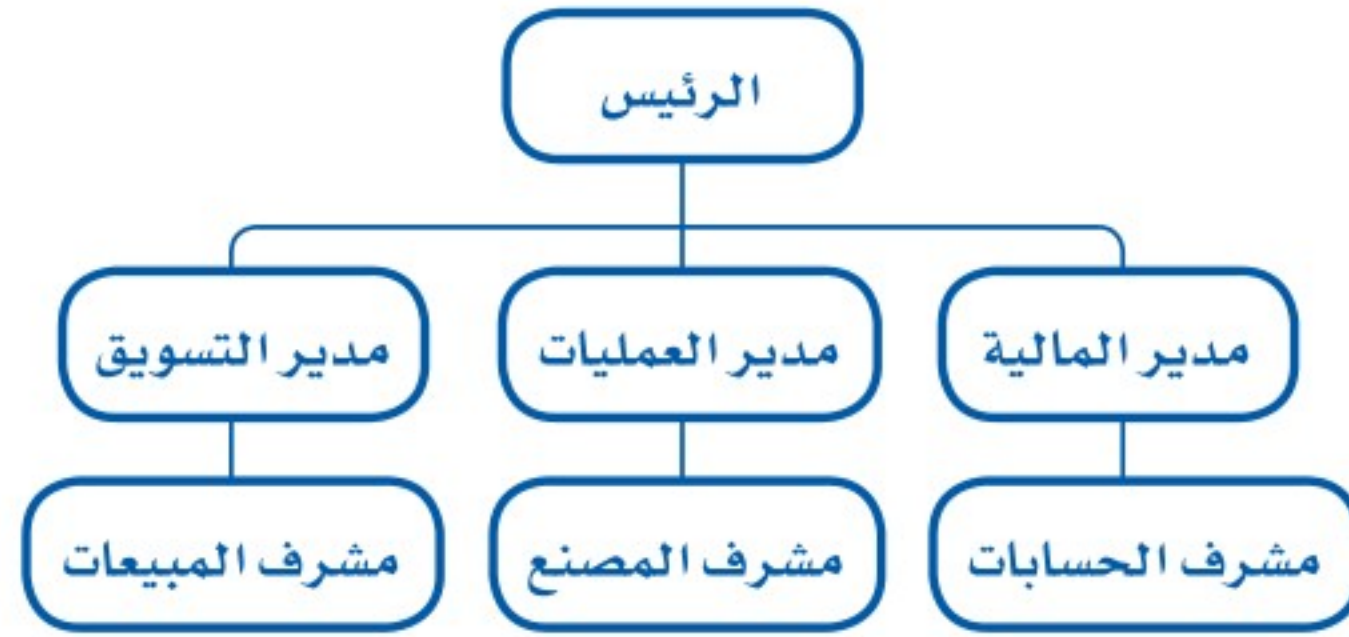 الرئيس
مدير المالية
مدير العمليات
مدير التسويق
مشرف الحسابات
مشرف المصنع
مشرف المبيعات